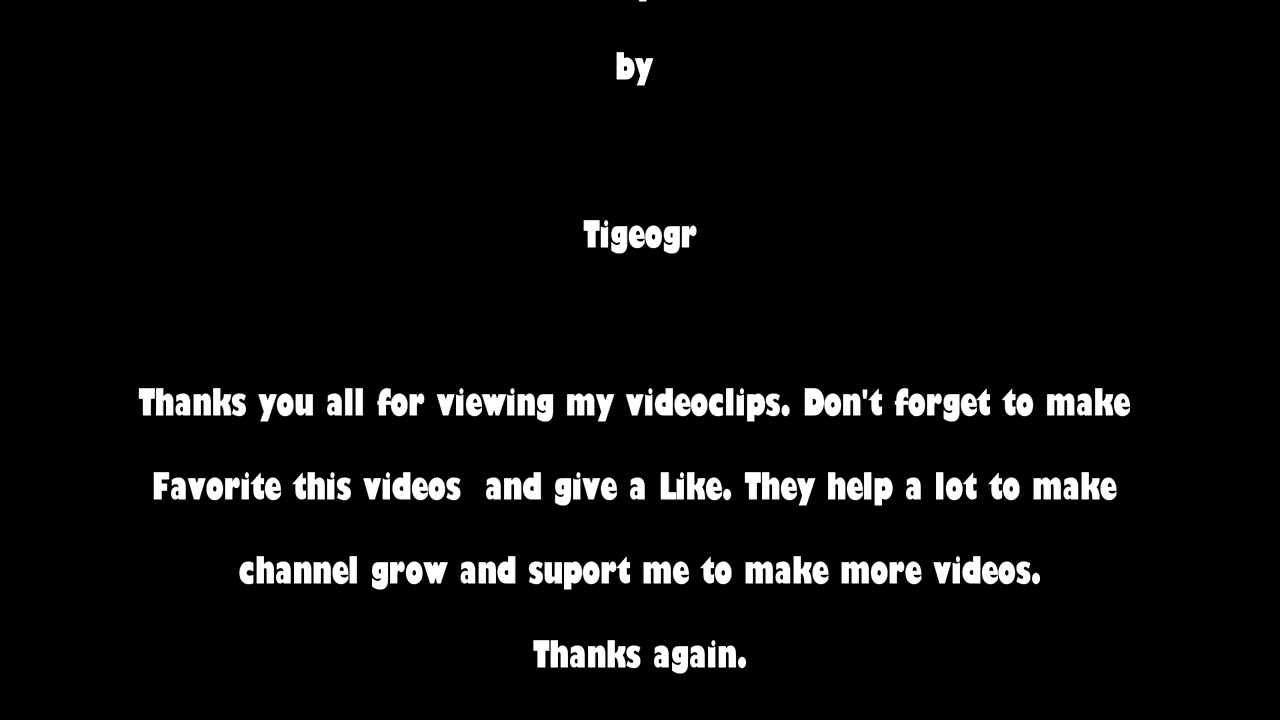 by
Tigeogr
Thanks you all for viewing my videoclips. Don't forget to make
Favorite this videos  and give a Like. They help a lot to make
channel grow and suport me to make more videos.
Thanks again.